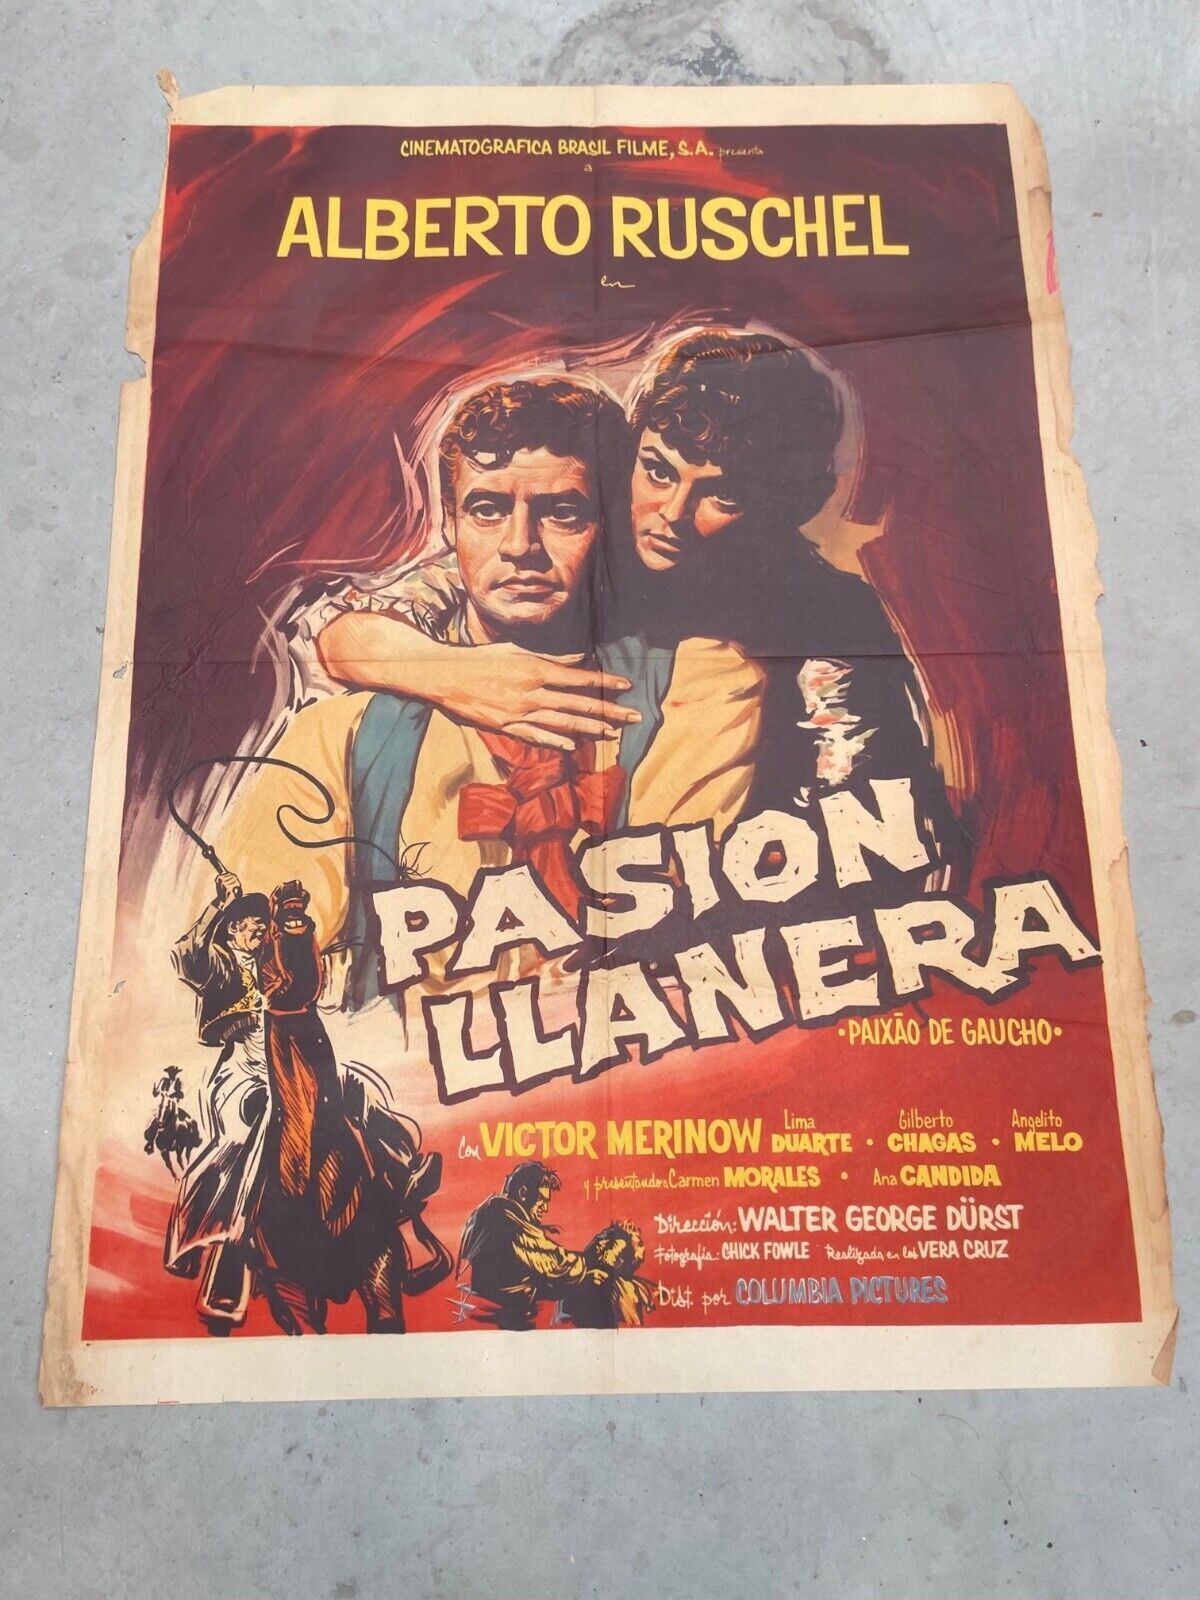 CINEMATOGRAFICA BRASIL FILME, S.A. presenta
a
ALBERTO RUSCHEL
en
PASION
LLANERA
•PAIXÃO DE GAUCHO•
con VICTOR MERINOW Lima DUARTE • Gilberto CHAGAS • Angelito MELO
y presentando a Carmen MORALES • Ana CANDIDA
Dirección: WALTER GEORGE DÜRST
Fotografía: CHICK FOWLE Realizada en los VERA CRUZ
Dist. por COLUMBIA PICTURES